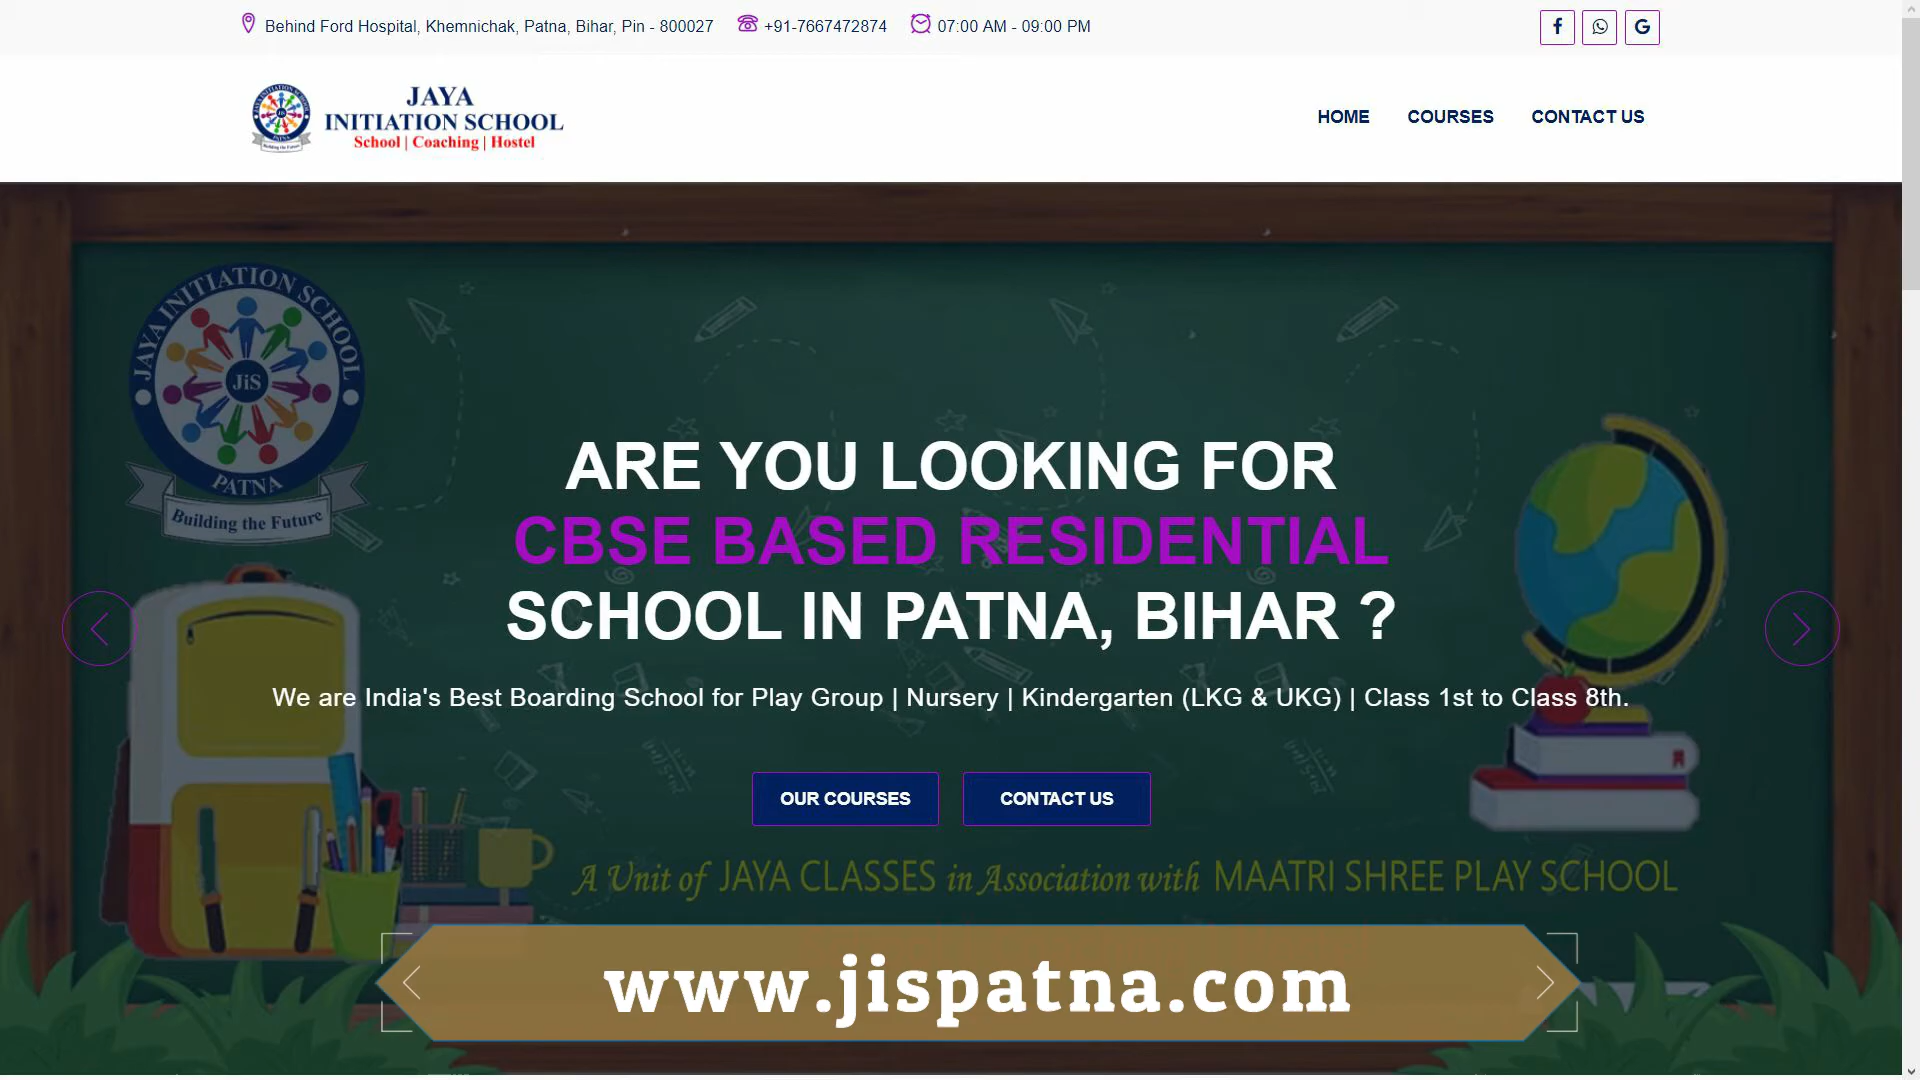 Behind Ford Hospital, Khemnichak, Patna, Bihar, Pin - 800027
+91-7667472874
07:00 AM - 09:00 PM
JAYA
INITIATION SCHOOL
School | Coaching | Hostel
HOME
COURSES
CONTACT US
JAYA INITIATION SCHOOL
JiS
PATNA
Building the Future
ARE YOU LOOKING FOR
CBSE BASED RESIDENTIAL
SCHOOL IN PATNA, BIHAR ?
We are India's Best Boarding School for Play Group | Nursery | Kindergarten (LKG & UKG) | Class 1st to Class 8th.
OUR COURSES
CONTACT US
A Unit of JAYA CLASSES in Association with MAATRI SHREE PLAY SCHOOL
www.jispatna.com